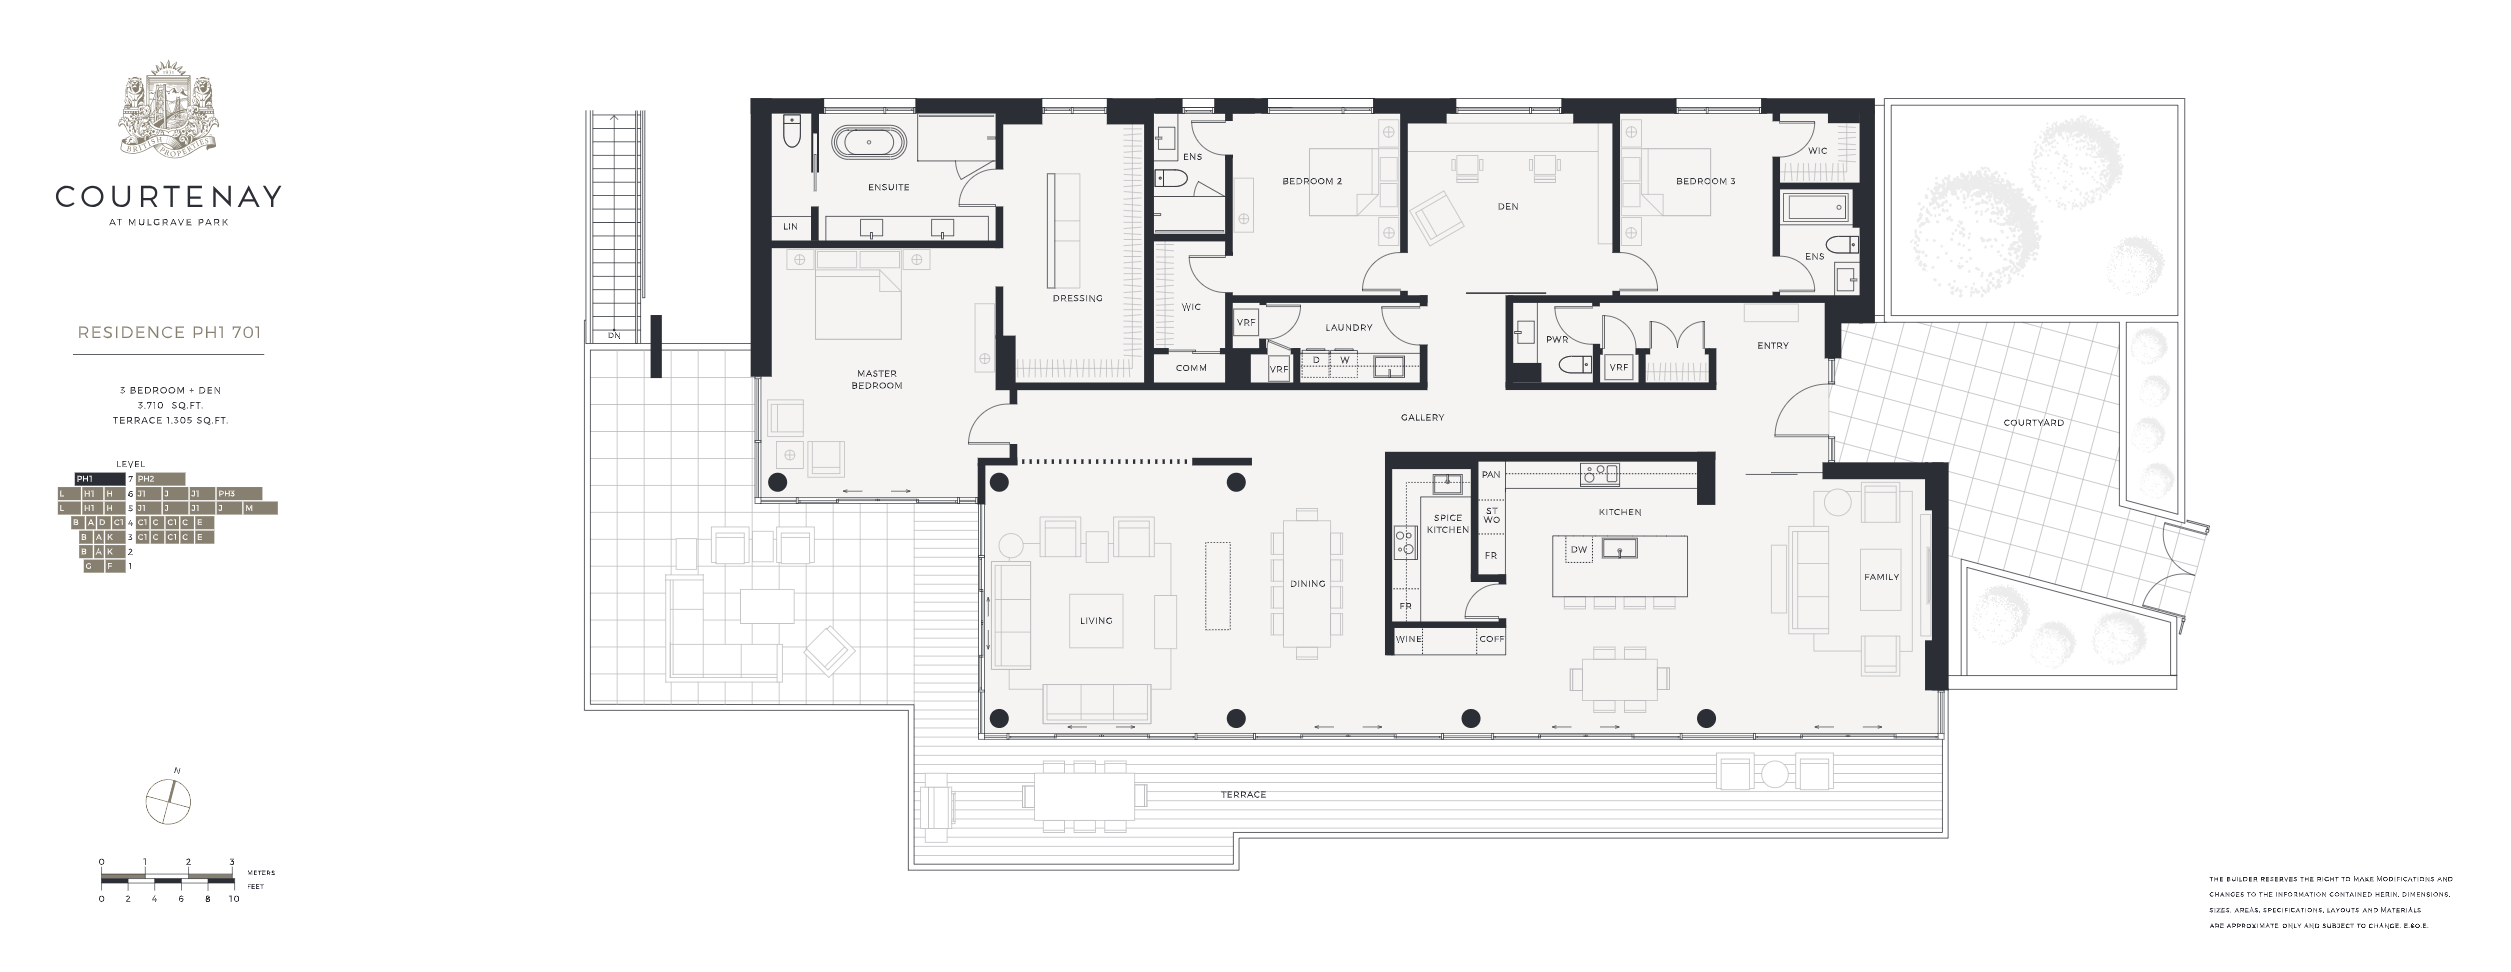 1931
BRITISH PROPERTIES
COURTENAY
AT MULGRAVE PARK
RESIDENCE PH1 701
3 BEDROOM + DEN
3,710 SQ.FT.
TERRACE 1,305 SQ.FT.
LEVEL
PH1 7 PH2
L H1 H 6 J1 J J1 PH3
L H1 H 5 J1 J J1 J M
B A D C1 4 C1 C C1 C E
B A K 3 C1 C C1 C E
B A K 2
G F 1
N
0 1 2 3
METERS
FEET
0 2 4 6 8 10
DN
ENSUITE
LIN
MASTER
BEDROOM
DRESSING
ENS
WIC
COMM
BEDROOM 2
VRF
VRF
LAUNDRY
D W
DEN
BEDROOM 3
WIC
ENS
PWR
VRF
ENTRY
GALLERY
COURTYARD
LIVING
DINING
SPICE
KITCHEN
FR
WINE
COFF
PAN
ST
WO
FR
KITCHEN
DW
FAMILY
TERRACE
THE BUILDER RESERVES THE RIGHT TO MAKE MODIFICATIONS AND
CHANGES TO THE INFORMATION CONTAINED HERIN. DIMENSIONS,
SIZES, AREAS, SPECIFICATIONS, LAYOUTS AND MATERIALS
ARE APPROXIMATE ONLY AND SUBJECT TO CHANGE. E.&O.E.